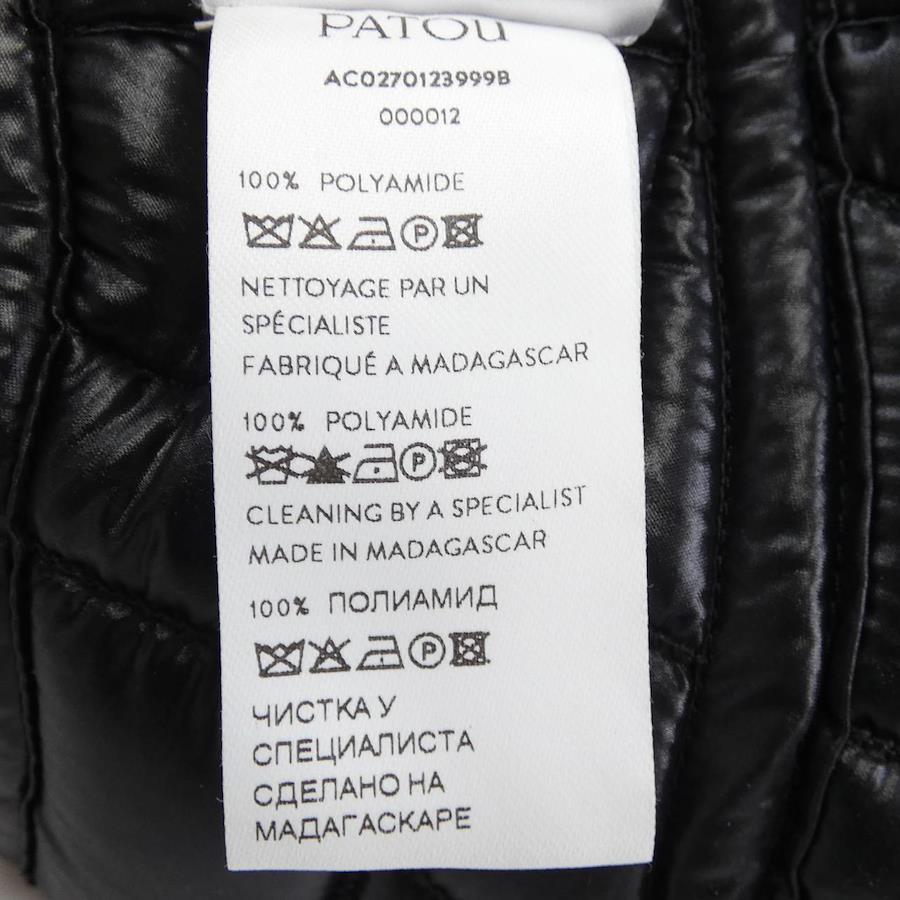 PATOU
AC0270123999B
000012
100% POLYAMIDE
P
NETTOYAGE PAR UN
SPÉCIALISTE
FABRIQUÉ A MADAGASCAR
100% POLYAMIDE
P
CLEANING BY A SPECIALIST
MADE IN MADAGASCAR
100% ПОЛИАМИД
P
ЧИСТКА У
СПЕЦИАЛИСТА
СДЕЛАНО НА
МАДАГАСКАРЕ